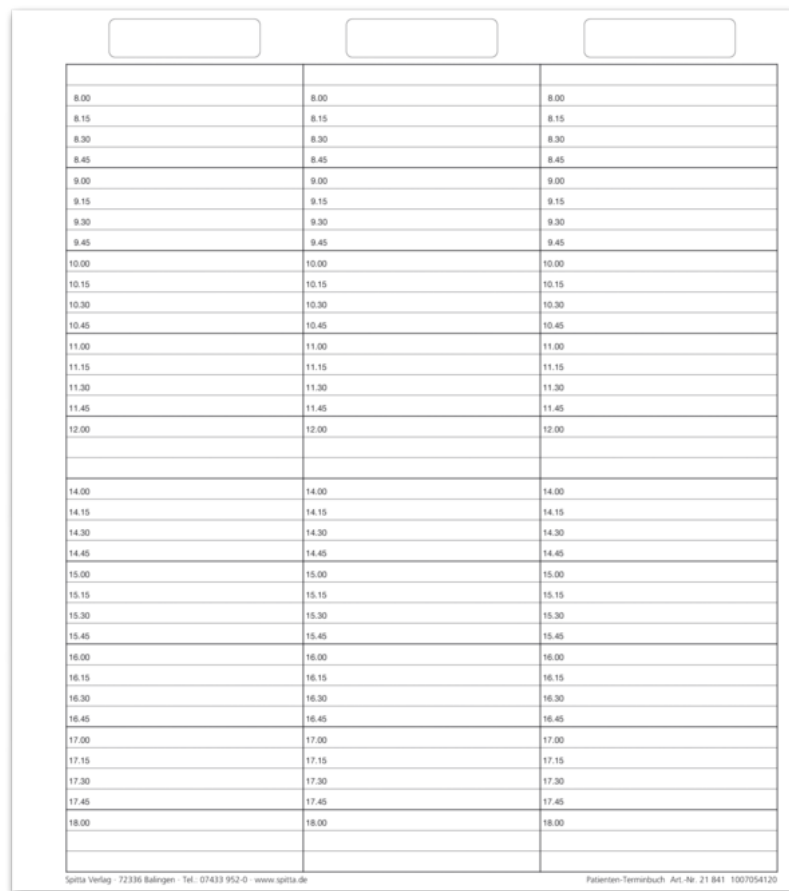 8.00 8.00 8.00
8.15 8.15 8.15
8.30 8.30 8.30
8.45 8.45 8.45
9.00 9.00 9.00
9.15 9.15 9.15
9.30 9.30 9.30
9.45 9.45 9.45
10.00 10.00 10.00
10.15 10.15 10.15
10.30 10.30 10.30
10.45 10.45 10.45
11.00 11.00 11.00
11.15 11.15 11.15
11.30 11.30 11.30
11.45 11.45 11.45
12.00 12.00 12.00
14.00 14.00 14.00
14.15 14.15 14.15
14.30 14.30 14.30
14.45 14.45 14.45
15.00 15.00 15.00
15.15 15.15 15.15
15.30 15.30 15.30
15.45 15.45 15.45
16.00 16.00 16.00
16.15 16.15 16.15
16.30 16.30 16.30
16.45 16.45 16.45
17.00 17.00 17.00
17.15 17.15 17.15
17.30 17.30 17.30
17.45 17.45 17.45
18.00 18.00 18.00
Spitta Verlag · 72336 Balingen · Tel.: 07433 952-0 · www.spitta.de Patienten-Terminbuch Art.-Nr. 21 841 1007054120